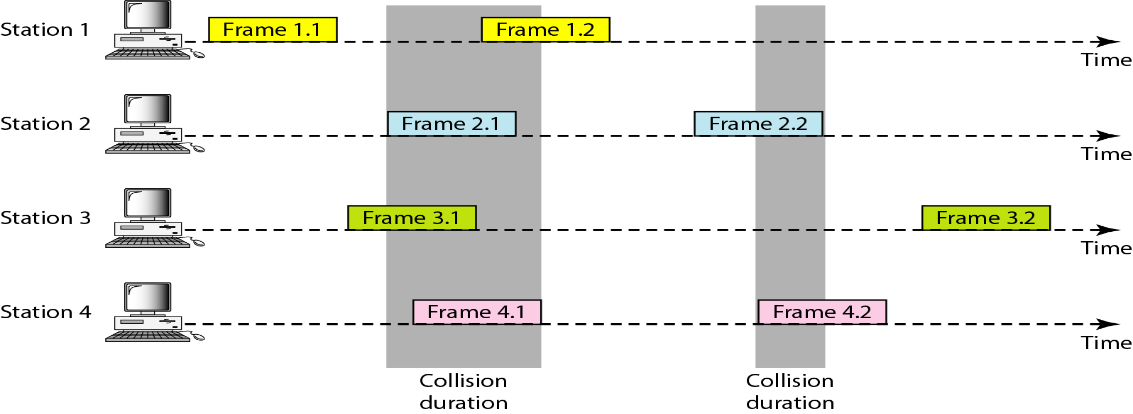 Station 1
Frame 1.1
Frame 1.2
Time
Station 2
Frame 2.1
Frame 2.2
Time
Station 3
Frame 3.1
Frame 3.2
Time
Station 4
Frame 4.1
Frame 4.2
Time
Collision
duration
Collision
duration